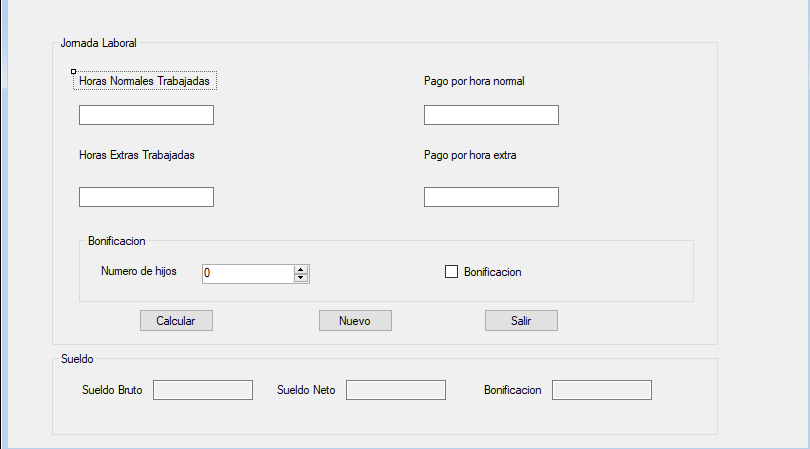 Jornada Laboral
Horas Normales Trabajadas
Pago por hora normal
Horas Extras Trabajadas
Pago por hora extra
Bonificacion
Numero de hijos
0
Bonificacion
Calcular
Nuevo
Salir
Sueldo
Sueldo Bruto
Sueldo Neto
Bonificacion